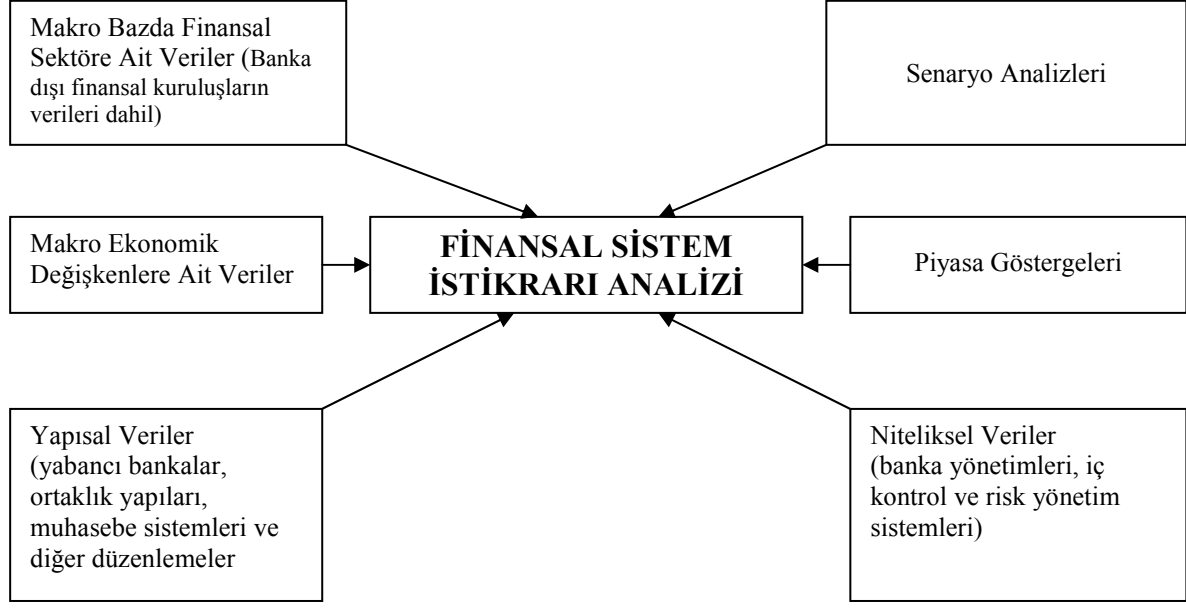 Makro Bazda Finansal
Sektöre Ait Veriler (Banka
dışı finansal kuruluşların
verileri dahil)
Senaryo Analizleri
Makro Ekonomik
Değişkenlere Ait Veriler
FİNANSAL SİSTEM
İSTİKRARI ANALİZİ
Piyasa Göstergeleri
Yapısal Veriler
(yabancı bankalar,
ortaklık yapıları,
muhasebe sistemleri ve
diğer düzenlemeler
Niteliksel Veriler
(banka yönetimleri, iç
kontrol ve risk yönetim
sistemleri)